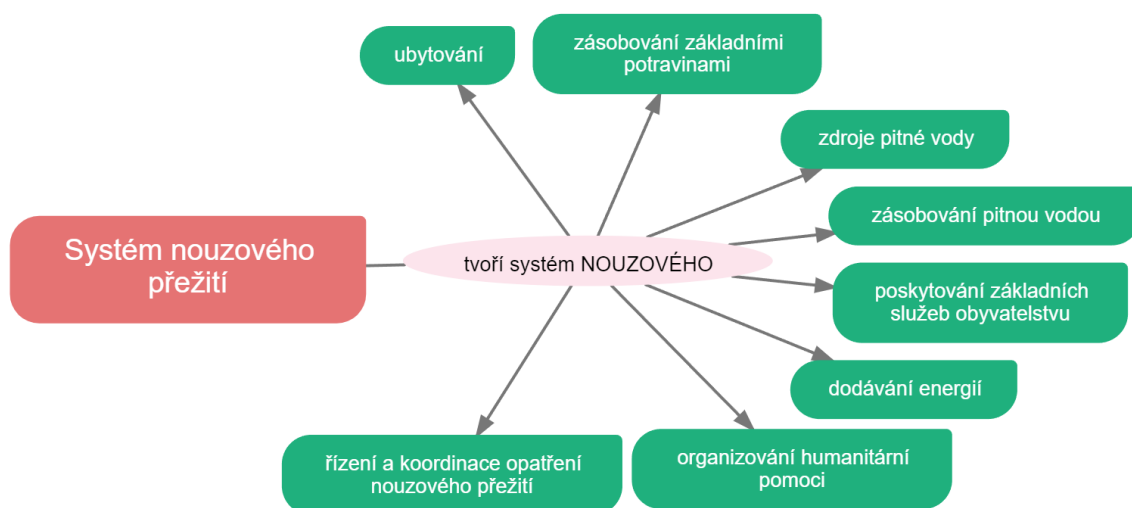 ubytování
zásobování základními
potravinami
zdroje pitné vody
zásobování pitnou vodou
Systém nouzového
přežití
tvoří systém NOUZOVÉHO
poskytování základních
služeb obyvatelstvu
dodávání energií
řízení a koordinace opatření
nouzového přežití
organizování humanitární
pomoci